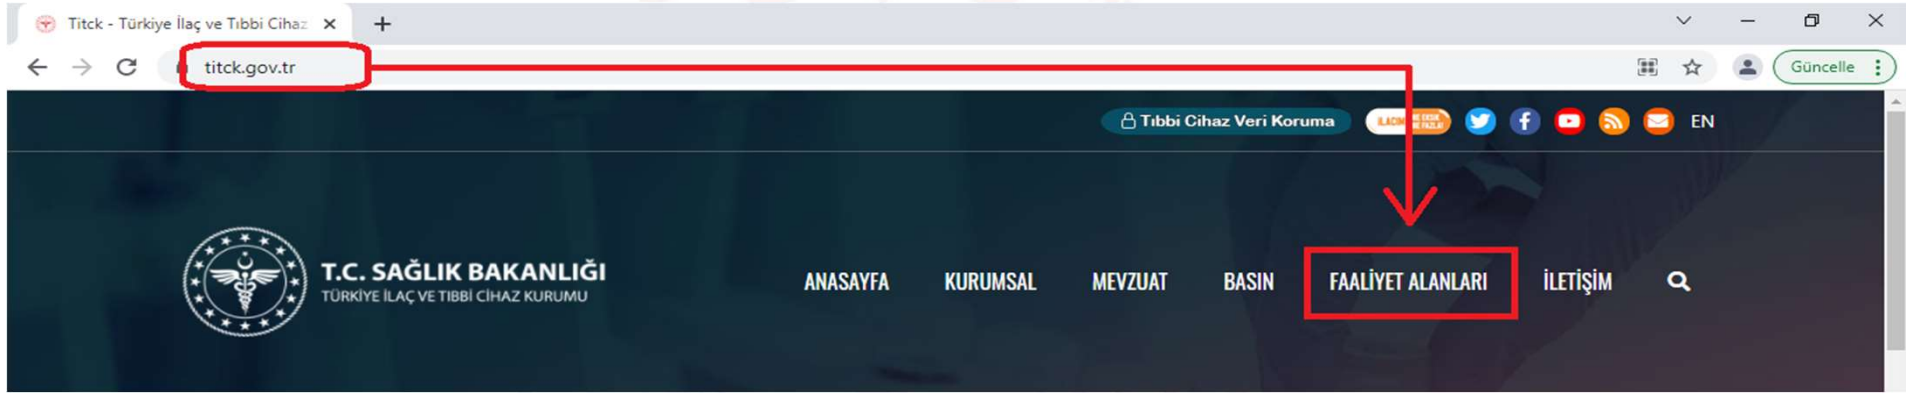 Titck - Türkiye İlaç ve Tıbbi Cihaz
titck.gov.tr
Güncelle
Tıbbi Cihaz Veri Koruma
EN
T.C. SAĞLIK BAKANLIĞI
TÜRKİYE İLAÇ VE TIBBİ CİHAZ KURUMU
ANASAYFA KURUMSAL MEVZUAT BASIN FAALİYET ALANLARI İLETİŞİM